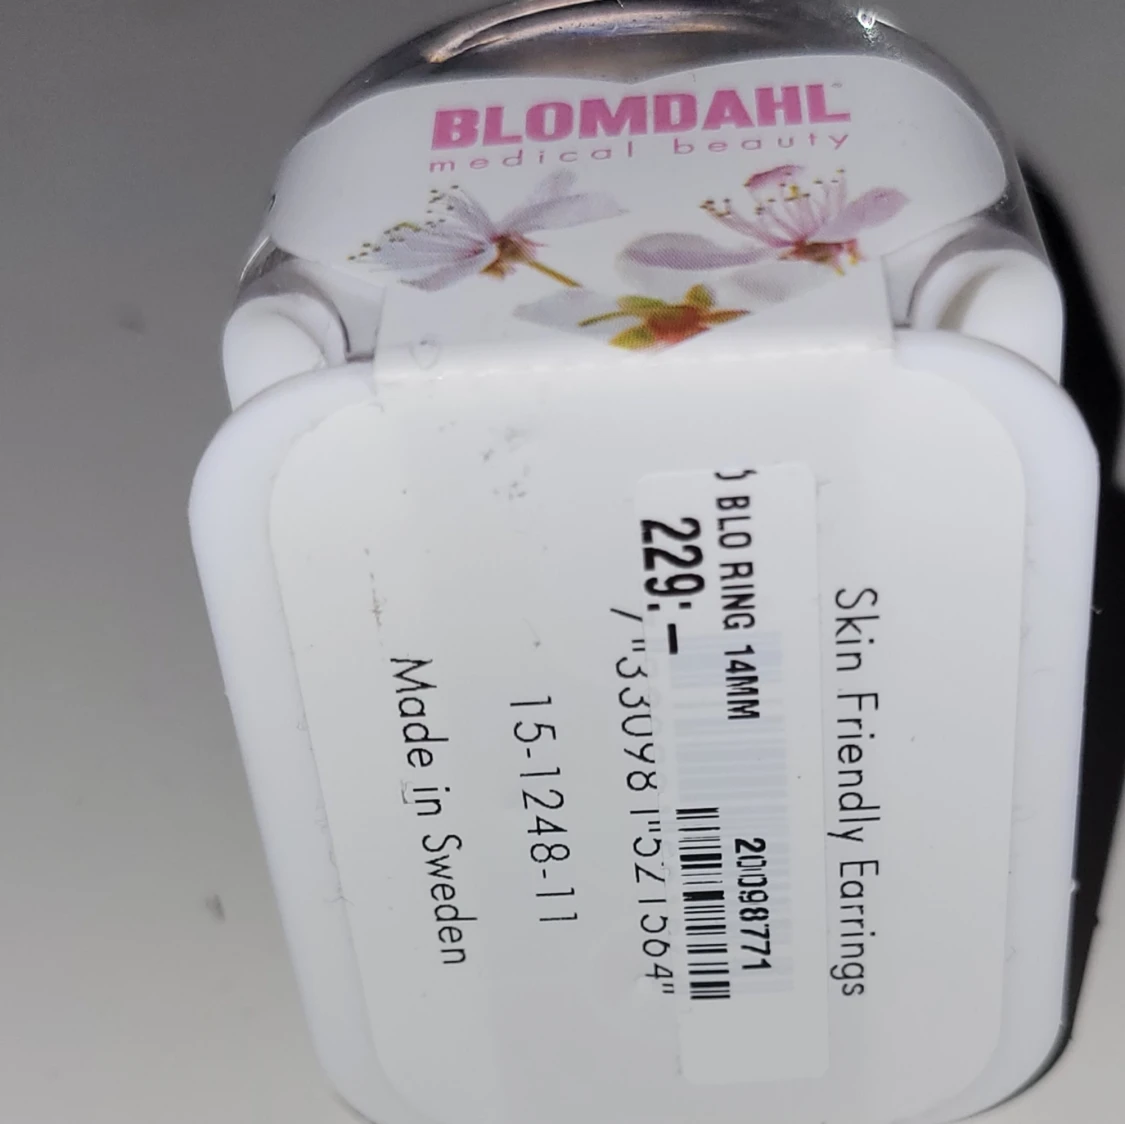 BLOMDAHL
medical beauty
Skin Friendly Earrings
BLO RING 14MM
20098771
229:-
15-1248-11
Made in Sweden